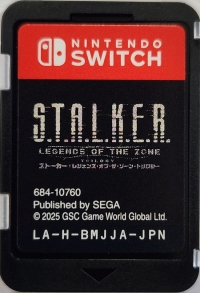 NINTENDO
SWITCH
S.T.A.L.K.E.R.
LEGENDS OF THE ZONE
TRILOGY
ストーカー・レジェンズ・オブ・ザ・ゾーン・トリロジー
684-10760
Published by SEGA
© 2025 GSC Game World Global Ltd.
LA-H-BMJJA-JPN